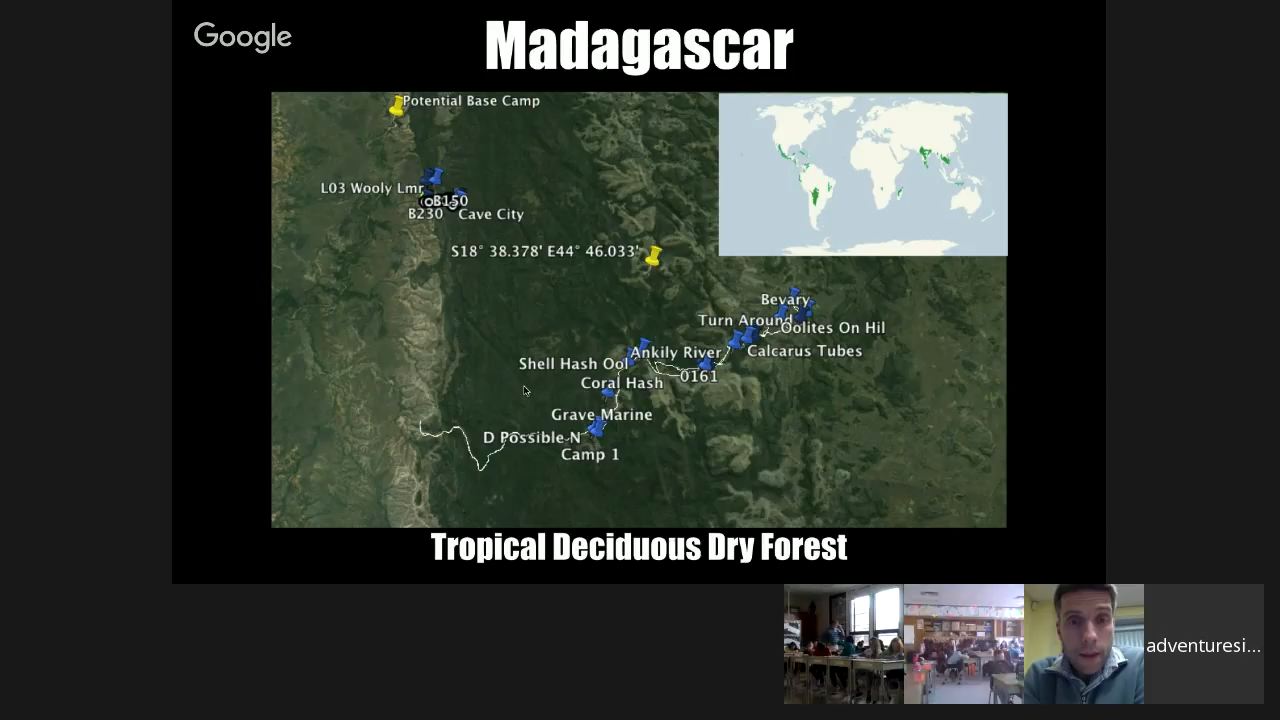 Google
Madagascar
Potential Base Camp
L03 Wooly Lmr
B150
B230
Cave City
S18° 38.378' E44° 46.033'
Bevary
Turn Around
Oolites On Hil
Ankily River
Calcarus Tubes
Shell Hash Ool
0161
Coral Hash
Grave Marine
D Possible N
Camp 1
Tropical Deciduous Dry Forest
adventuresi...